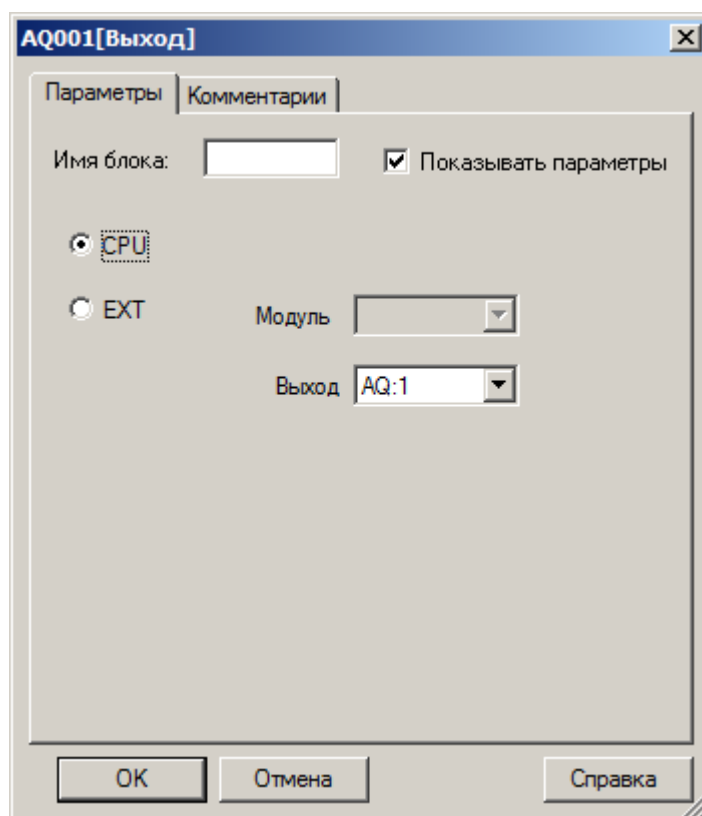 AQ001[Выход]
Параметры Комментарии
Имя блока: Показывать параметры
CPU
EXT Модуль
Выход AQ:1
OK Отмена Справка